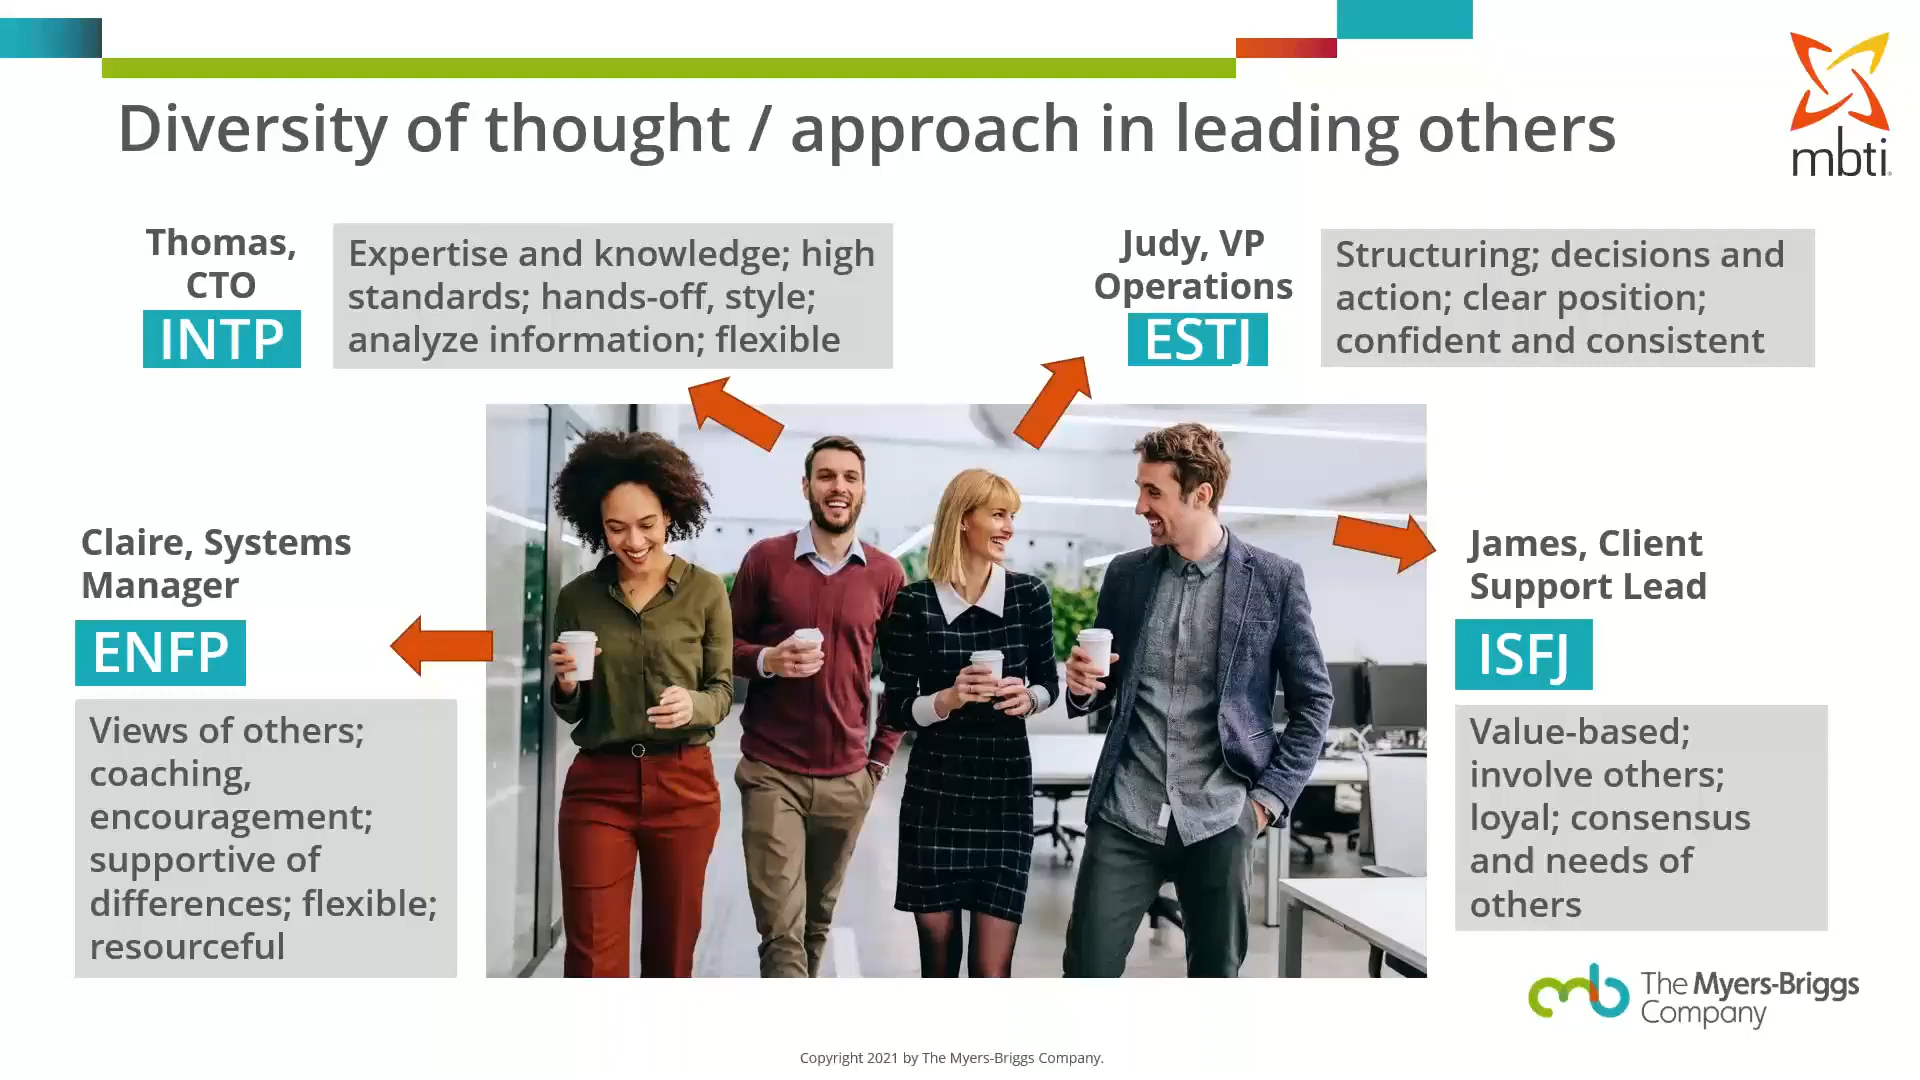 Diversity of thought / approach in leading others
mbti
Thomas,
CTO
INTP
Expertise and knowledge; high
standards; hands-off, style;
analyze information; flexible
Judy, VP
Operations
ESTJ
Structuring; decisions and
action; clear position;
confident and consistent
Claire, Systems
Manager
ENFP
Views of others;
coaching,
encouragement;
supportive of
differences; flexible;
resourceful
James, Client
Support Lead
ISFJ
Value-based;
involve others;
loyal; consensus
and needs of
others
The Myers-Briggs
Company
Copyright 2021 by The Myers-Briggs Company.